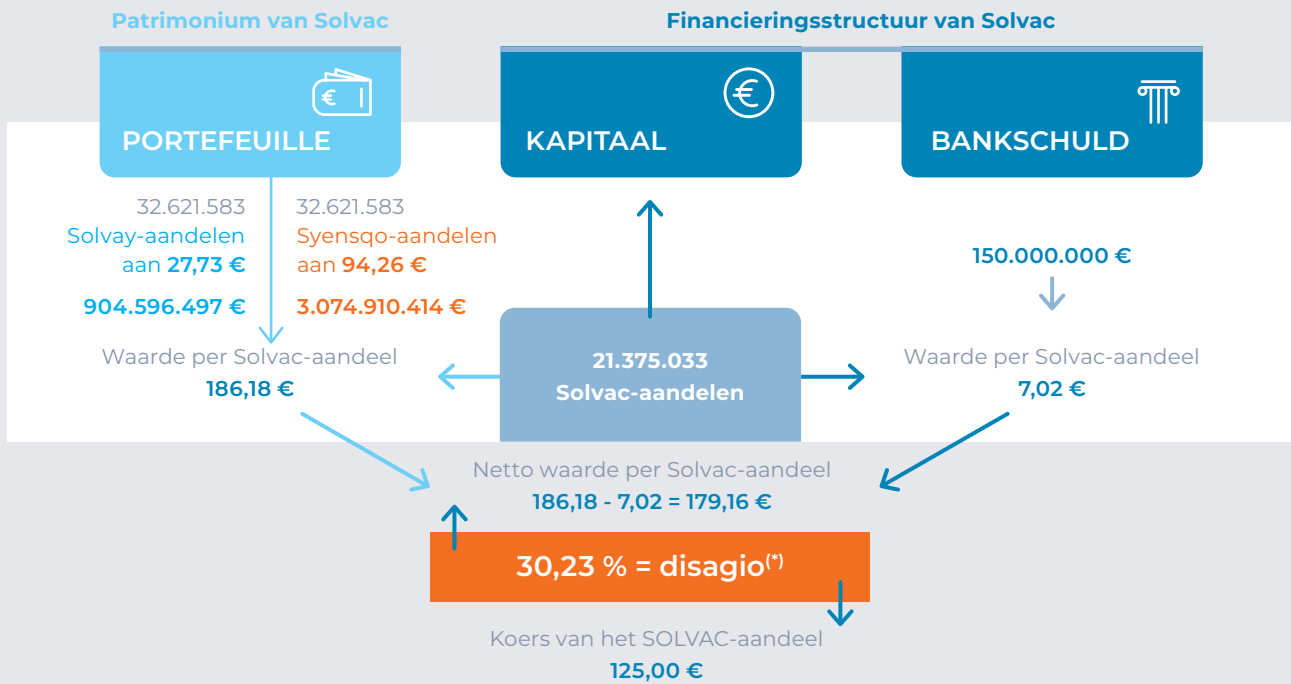 Patrimonium van Solvac
Financieringsstructuur van Solvac
€
PORTEFEUILLE
€
KAPITAAL
BANKSCHULD
32.621.583
Solvay-aandelen
aan 27,73 €
904.596.497 €
32.621.583
Syensqo-aandelen
aan 94,26 €
3.074.910.414 €
150.000.000 €
Waarde per Solvac-aandeel
186,18 €
21.375.033
Solvac-aandelen
Waarde per Solvac-aandeel
7,02 €
Netto waarde per Solvac-aandeel
186,18 - 7,02 = 179,16 €
30,23 % = disagio(*)
Koers van het SOLVAC-aandeel
125,00 €